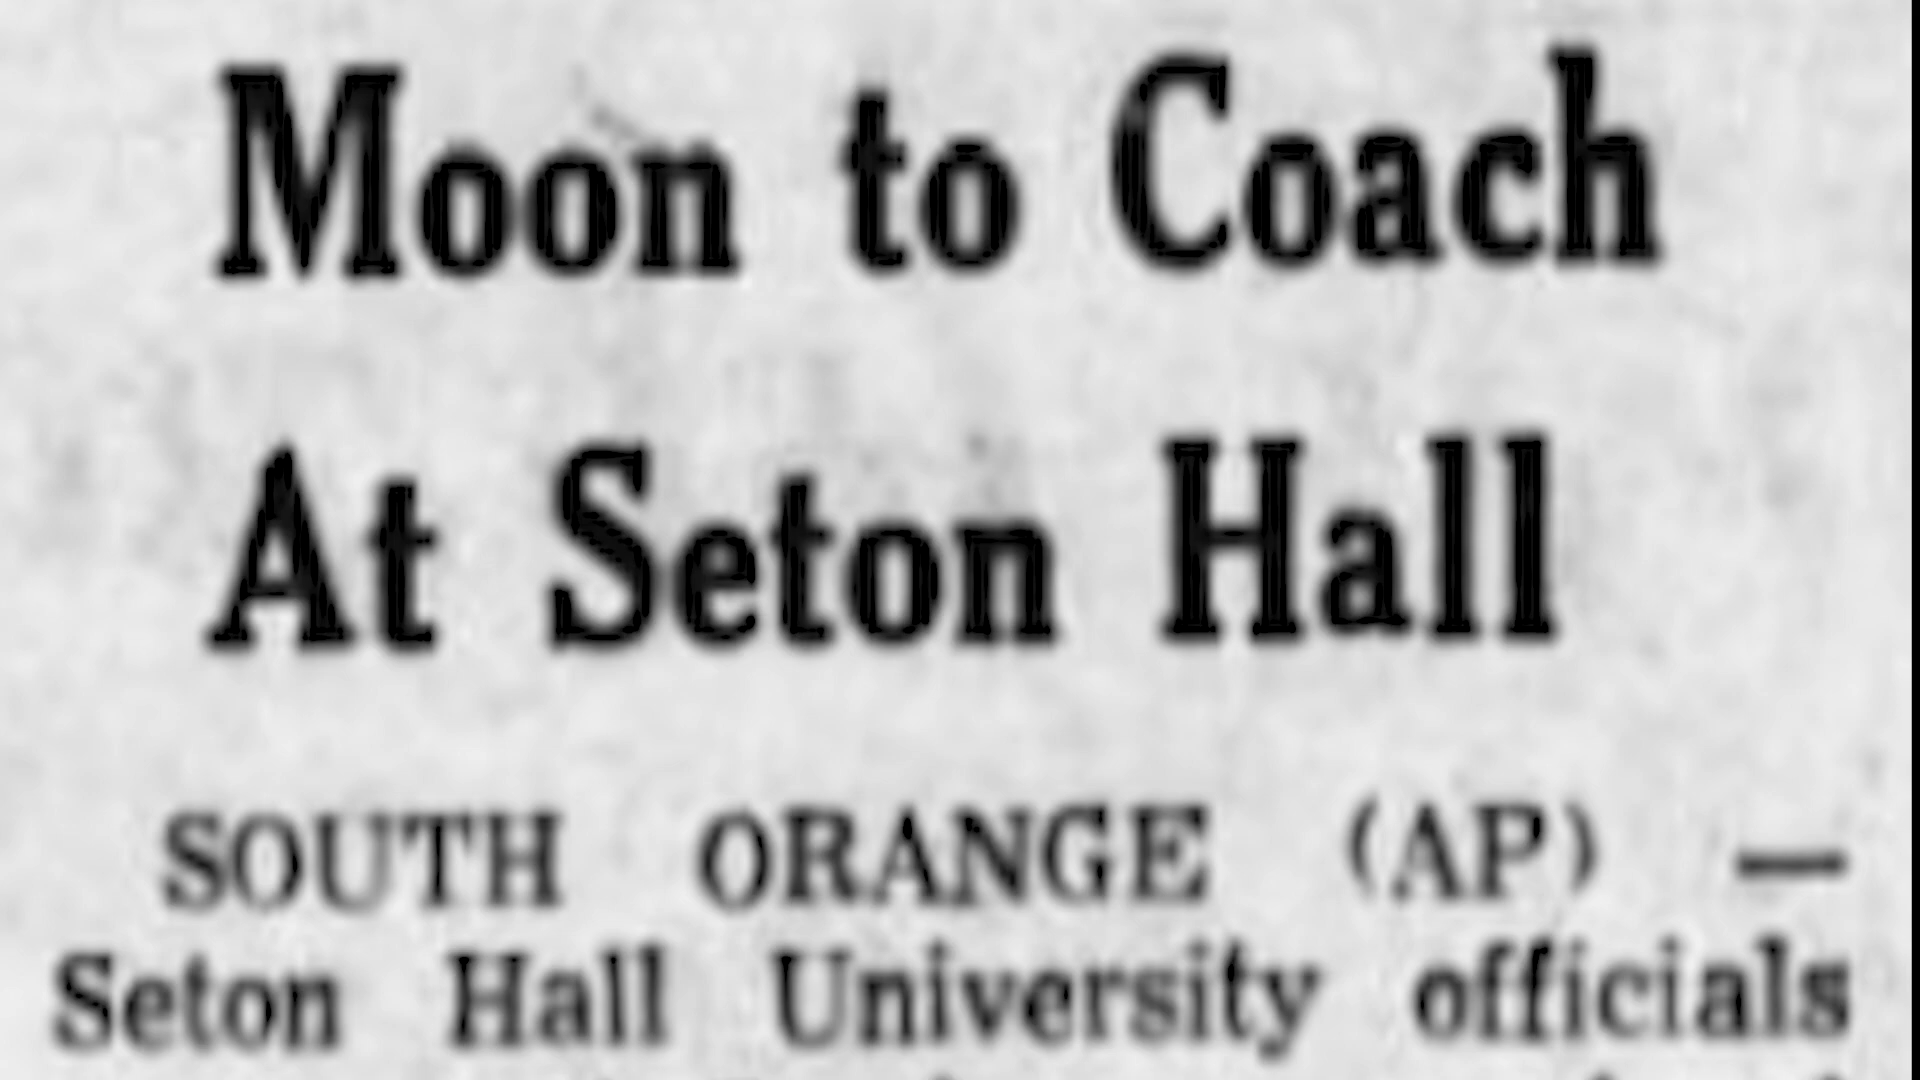 Moon to Coach
At Seton Hall
SOUTH ORANGE (AP) —
Seton Hall University officials